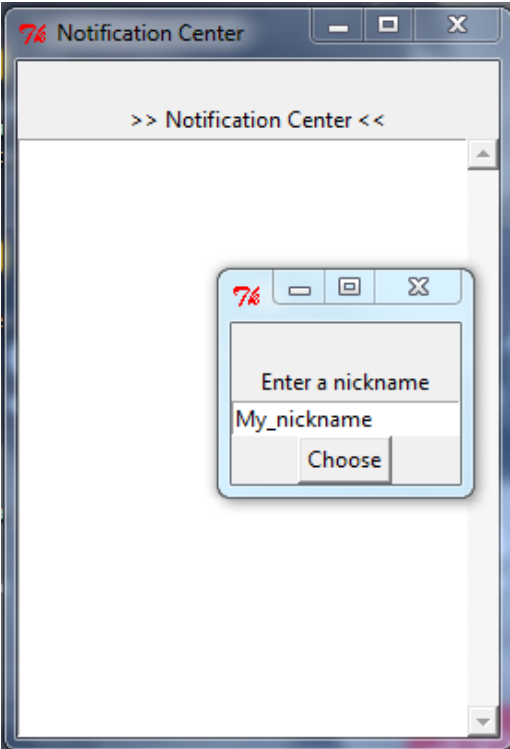 Notification Center
>> Notification Center <<
Enter a nickname
My_nickname
Choose